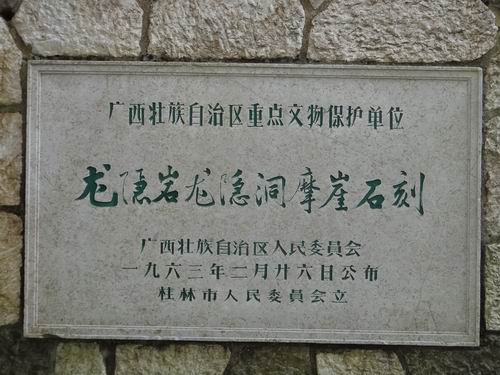 广西壮族自治区重点文物保护单位
龙隐岩龙隐洞摩崖石刻
广西壮族自治区人民委员会
一九六三年二月廿六日公布
桂林市人民委员会立